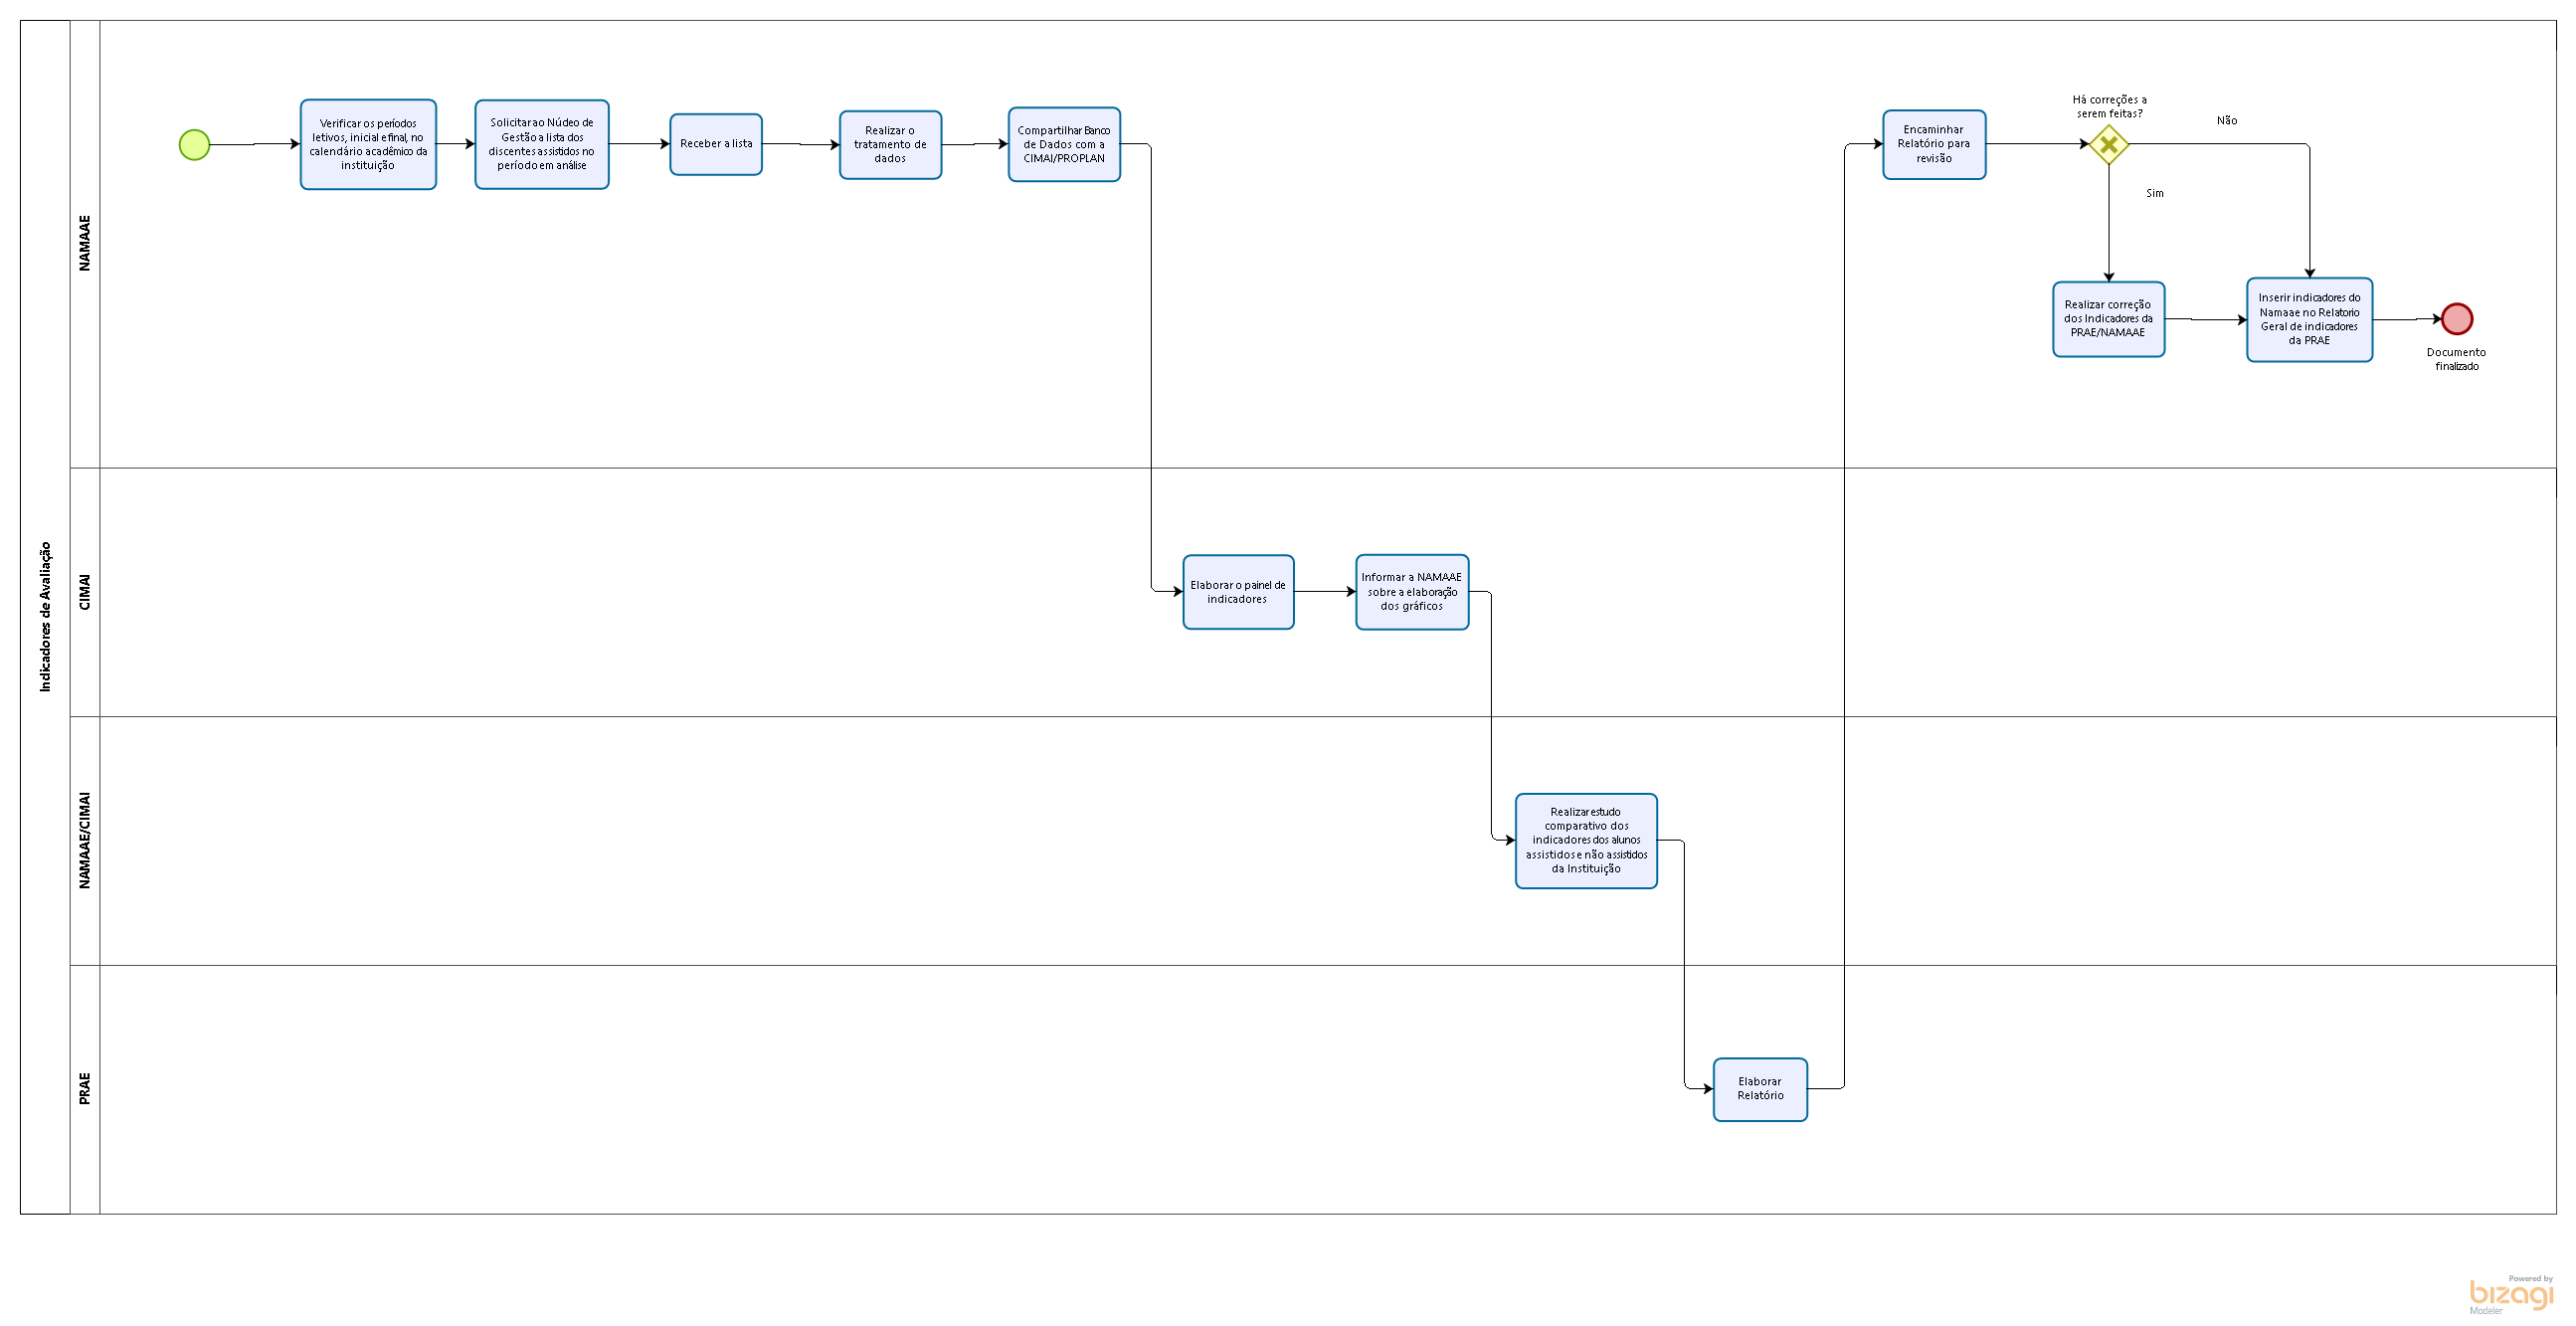 Indicadores de Avaliação
NAMAAE
Verificar os períodos
letivos, inicial e final, no
calendário acadêmico da
instituição
Solicitar ao Núcleo de
Gestão a lista dos
discentes assistidos no
período em análise
Receber a lista
Realizar o
tratamento de
dados
Compartilhar Banco
de Dados com a
CIMAI/PROPLAN
Encaminhar
Relatório para
revisão
Há correções a
serem feitas?
Não
Sim
Realizar correção
dos Indicadores da
PRAE/NAMAAE
Inserir indicadores do
Namaae no Relatorio
Geral de indicadores
da PRAE
Documento
finalizado
CIMAI
Elaborar o painel de
indicadores
Informar a NAMAAE
sobre a elaboração
dos gráficos
NAMAAE/CIMAI
Realizar estudo
comparativo dos
indicadores dos alunos
assistidos e não assistidos
da Instituição
PRAE
Elaborar
Relatório
Powered by
bizagi
Modeler